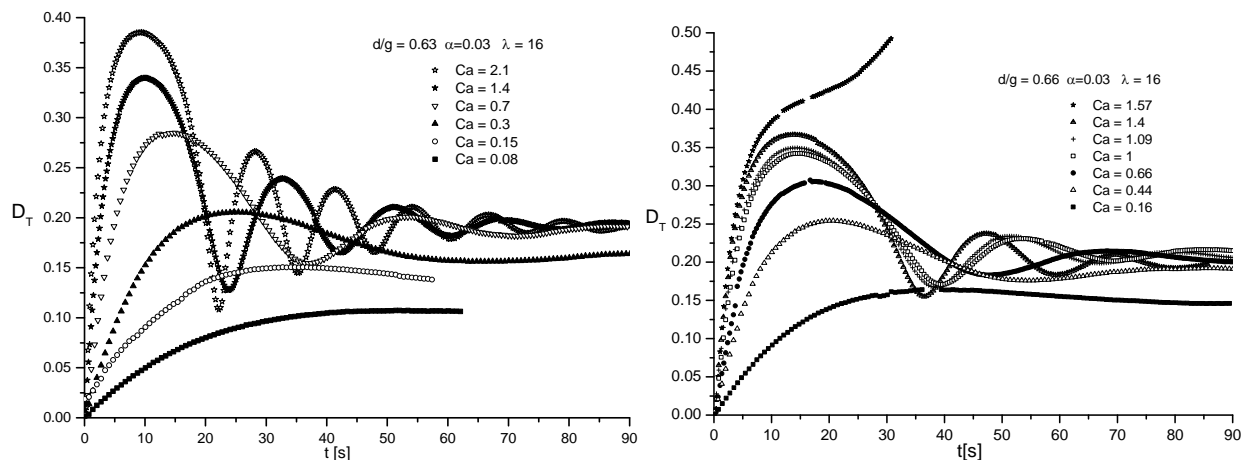 d/g = 0.63 α=0.03 λ = 16
Ca = 2.1
Ca = 1.4
Ca = 0.7
Ca = 0.3
Ca = 0.15
Ca = 0.08
D_T
0.40
0.35
0.30
0.25
0.20
0.15
0.10
0.05
0.00
0 10 20 30 40 50 60 70 80 90
t [s]
d/g = 0.66 α=0.03 λ = 16
Ca = 1.57
Ca = 1.4
Ca = 1.09
Ca = 1
Ca = 0.66
Ca = 0.44
Ca = 0.16
D_T
0.50
0.45
0.40
0.35
0.30
0.25
0.20
0.15
0.10
0.05
0.00
0 10 20 30 40 50 60 70 80 90
t[s]